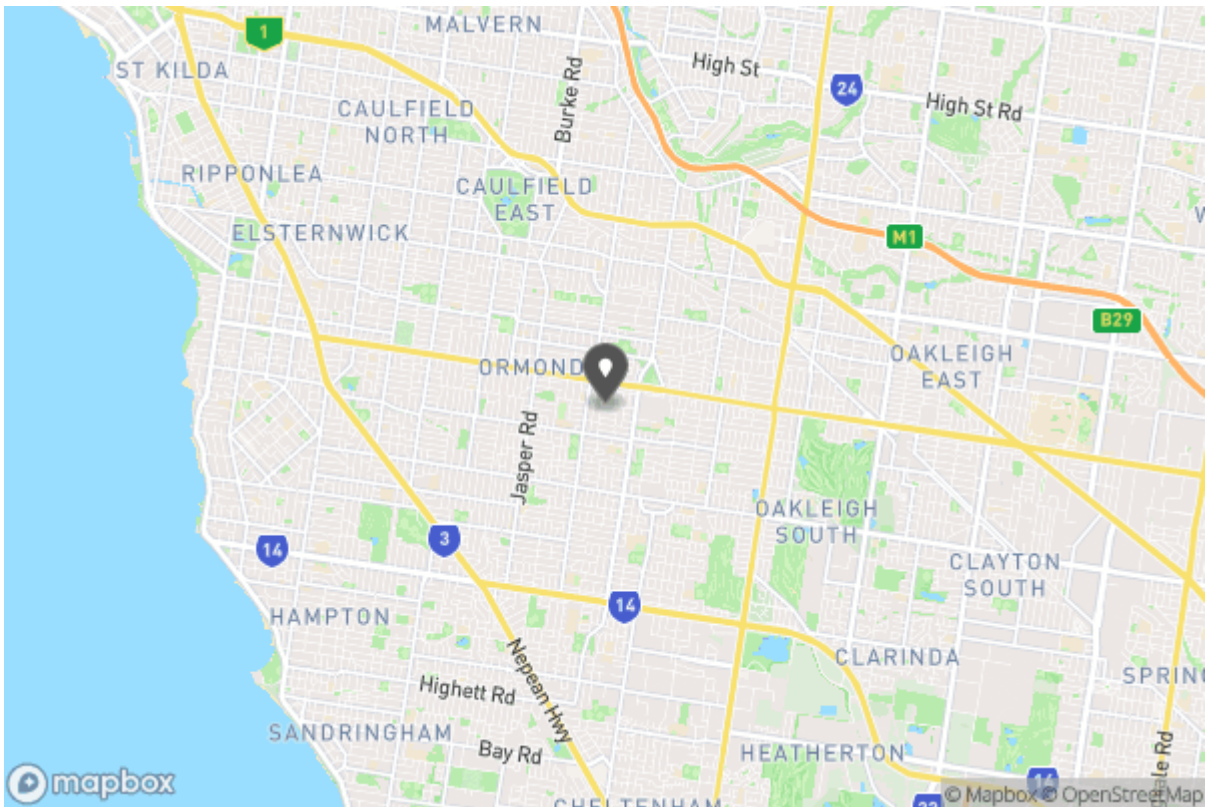 MALVERN
1
ST KILDA
High St
24
Burke Rd
High St Rd
CAULFIELD
NORTH
RIPPONLEA
CAULFIELD
EAST
ELSTERNWICK
M1
B29
OAKLEIGH
EAST
ORMOND
Jasper Rd
OAKLEIGH
SOUTH
3
14
CLAYTON
SOUTH
14
HAMPTON
Nepean Hwy
CLARINDA
SPRING
Highett Rd
SANDRINGHAM
Bay Rd
HEATHERTON
mapbox
CHELTENHAM
© Mapbox © OpenStreetMap